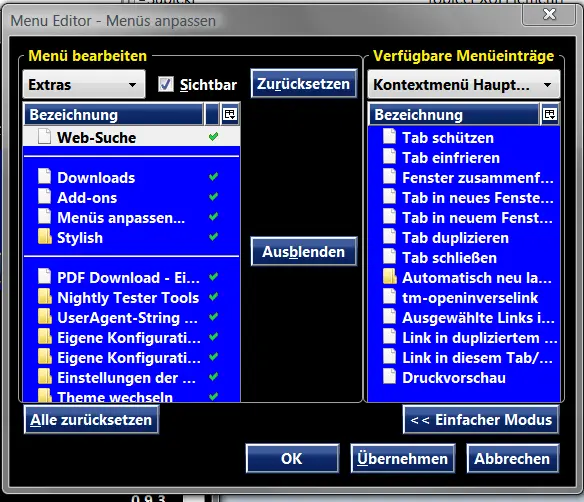 Menu Editor - Menüs anpassen
Menü bearbeiten
Extras
Sichtbar
Zurücksetzen
Bezeichnung
Web-Suche
Downloads
Add-ons
Menüs anpassen...
Stylish
PDF Download - Ei...
Nightly Tester Tools
UserAgent-String ...
Eigene Konfigurati...
Eigene Konfigurati...
Einstellungen der ...
Theme wechseln
Ausblenden
Verfügbare Menüeinträge
Kontextmenü Haupt...
Bezeichnung
Tab schützen
Tab einfrieren
Fenster zusammenf...
Tab in neues Fenste...
Tab in neuem Fenst...
Tab duplizieren
Tab schließen
Automatisch neu la...
tm-openinverselink
Ausgewählte Links i...
Link in dupliziertem ...
Link in diesem Tab/...
Druckvorschau
Alle zurücksetzen
<< Einfacher Modus
OK
Übernehmen
Abbrechen
0.9.3